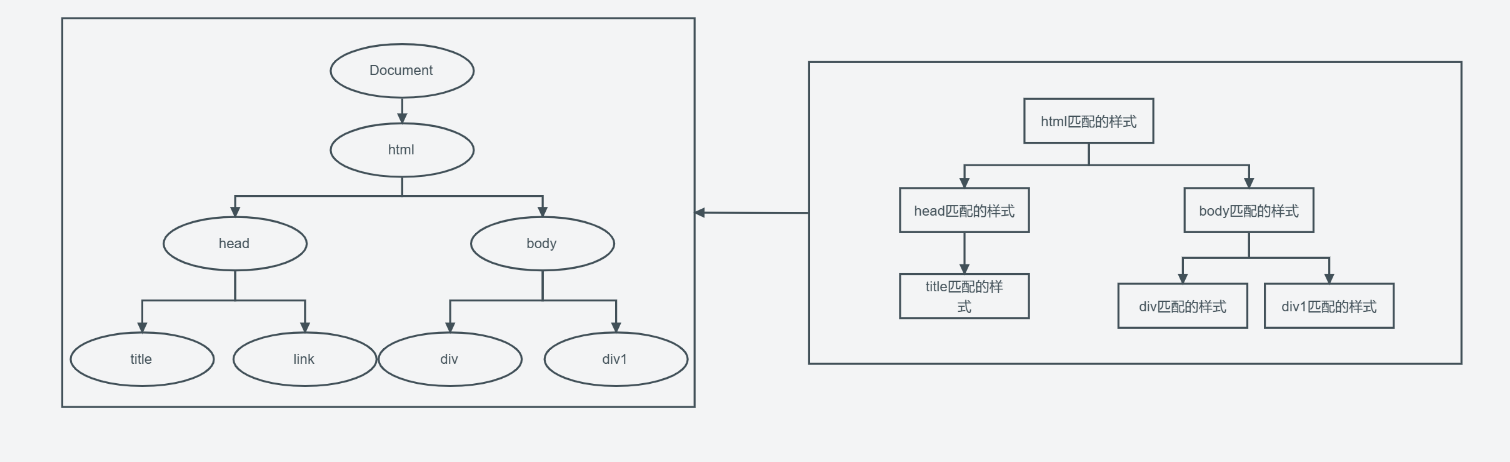 Document
html
head
body
title
link
div
div1
html匹配的样式
head匹配的样式
body匹配的样式
title匹配的样
式
div匹配的样式
div1匹配的样式